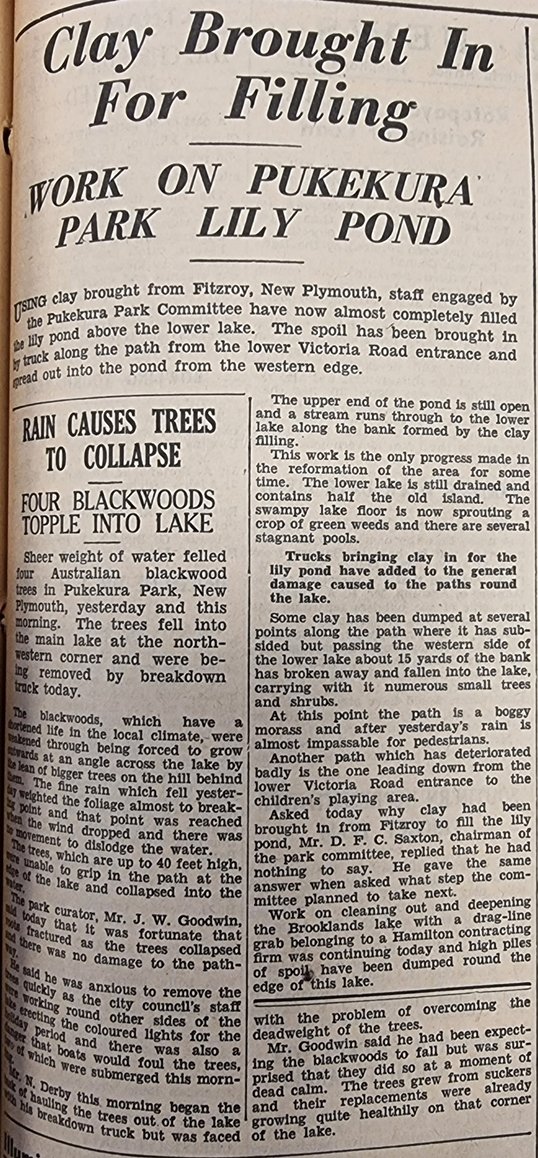 Clay Brought In
For Filling
WORK ON PUKEKURA
PARK LILY POND
USING clay brought from Fitzroy, New Plymouth, staff engaged by
the Pukekura Park Committee have now almost completely filled
the lily pond above the lower lake. The spoil has been brought in
by truck along the path from the lower Victoria Road entrance and
spread out into the pond from the western edge.
The upper end of the pond is still open
and a stream runs through to the lower
lake along the bank formed by the clay
filling.
This work is the only progress made in
the reformation of the area for some
time. The lower lake is still drained and
contains half the old island. The
swampy lake floor is now sprouting a
crop of green weeds and there are several
stagnant pools.
Trucks bringing clay in for the
lily pond have added to the general
damage caused to the paths round
the lake.
Some clay has been dumped at several
points along the path where it has sub-
sided but passing the western side of
the lower lake about 15 yards of the bank
has broken away and fallen into the lake,
carrying with it numerous small trees
and shrubs.
At this point the path is a boggy
morass and after yesterday's rain is
almost impassable for pedestrians.
Another path which has deteriorated
badly is the one leading down from the
lower Victoria Road entrance to the
children's playing area.
Asked today why clay had been
brought in from Fitzroy to fill the lily
pond, Mr. D. F. C. Saxton, chairman of
the park committee, replied that he had
nothing to say. He gave the same
answer when asked what step the com-
mittee planned to take next.
Work on cleaning out and deepening
the Brooklands lake with a drag-line
grab belonging to a Hamilton contracting
firm was continuing today and high piles
of spoil have been dumped round the
edge of this lake.
RAIN CAUSES TREES
TO COLLAPSE
FOUR BLACKWOODS
TOPPLE INTO LAKE
Sheer weight of water felled
four Australian blackwood
trees in Pukekura Park, New
Plymouth, yesterday and this
morning. The trees fell into
the main lake at the north-
western corner and were be-
ing removed by breakdown
truck today.
The blackwoods, which have a
shortened life in the local climate, were
weakened through being forced to grow
outwards at an angle across the lake by
the lean of bigger trees on the hill behind
them. The fine rain which fell yester-
day weighted the foliage almost to break-
ing point and that point was reached
when the wind dropped and there was
no movement to dislodge the water.
The trees, which are up to 40 feet high,
were unable to grip in the path at the
edge of the lake and collapsed into the
water.
The park curator, Mr. J. W. Goodwin,
said today that it was fortunate that
roots fractured as the trees collapsed
and there was no damage to the path-
way.
He said he was anxious to remove the
trees quickly as the city council's staff
were working round other sides of the
lake erecting the coloured lights for the
holiday period and there was also a
danger that boats would foul the trees,
of which were submerged this morn-
Mr. N. Derby this morning began the
of hauling the trees out of the lake
with his breakdown truck but was faced
with the problem of overcoming the
deadweight of the trees.
Mr. Goodwin said he had been expect-
ing the blackwoods to fall but was sur-
prised that they did so at a moment of
dead calm. The trees grew from suckers
and their replacements were already
growing quite healthily on that corner
of the lake.